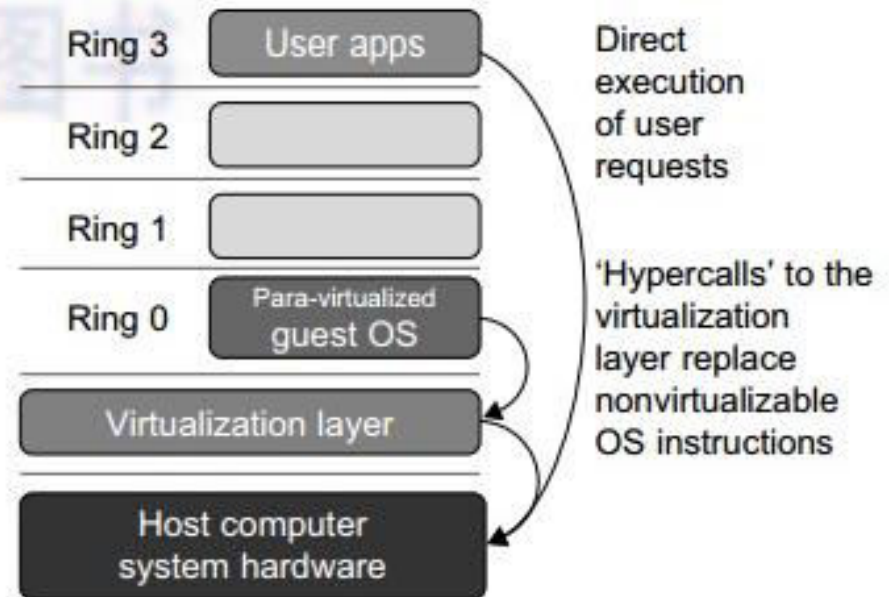 Ring 3
User apps
Direct
execution
of user
requests
Ring 2
Ring 1
Ring 0
Para-virtualized
guest OS
'Hypercalls' to the
virtualization
layer replace
nonvirtualizable
OS instructions
Virtualization layer
Host computer
system hardware